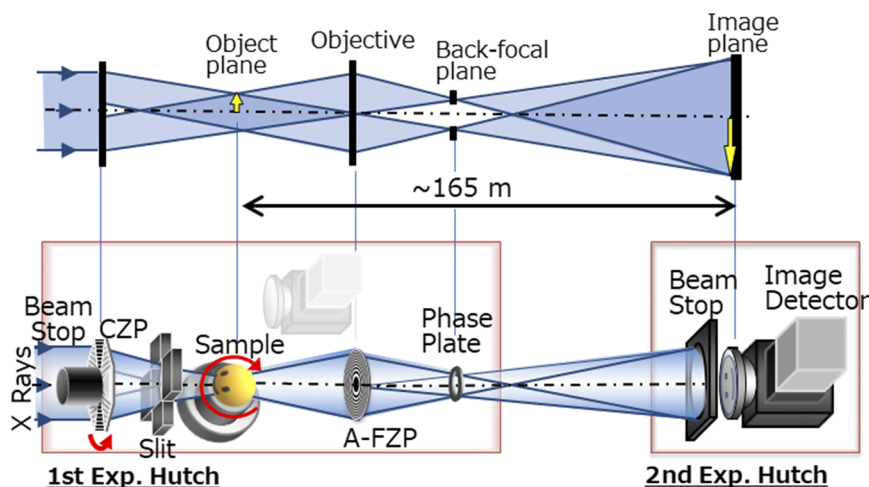 Object
plane
Objective
Back-focal
plane
Image
plane
~165 m
Beam
Stop
CZP
Sample
Phase
Plate
Beam
Stop
Image
Detector
X Rays
Slit
A-FZP
1st Exp. Hutch
2nd Exp. Hutch